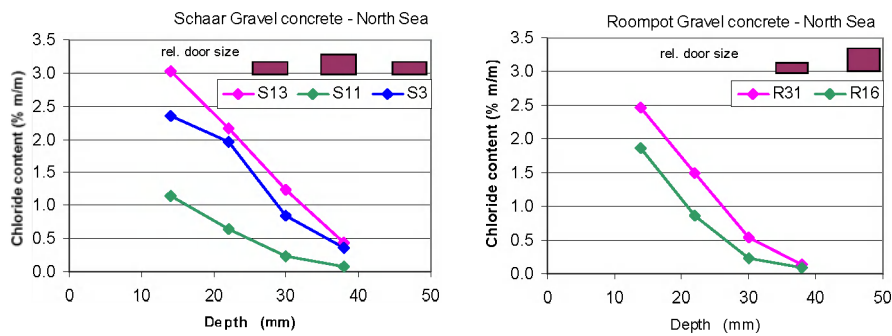 Schaar Gravel concrete - North Sea
rel. door size
S13 S11 S3
Chloride content (% m/m)
3.5
3.0
2.5
2.0
1.5
1.0
0.5
0.0
0 10 20 30 40 50
Depth (mm)
Roompot Gravel concrete - North Sea
rel. door size
R31 R16
Chloride content (% m/m)
3.5
3.0
2.5
2.0
1.5
1.0
0.5
0.0
0 10 20 30 40 50
Depth (mm)